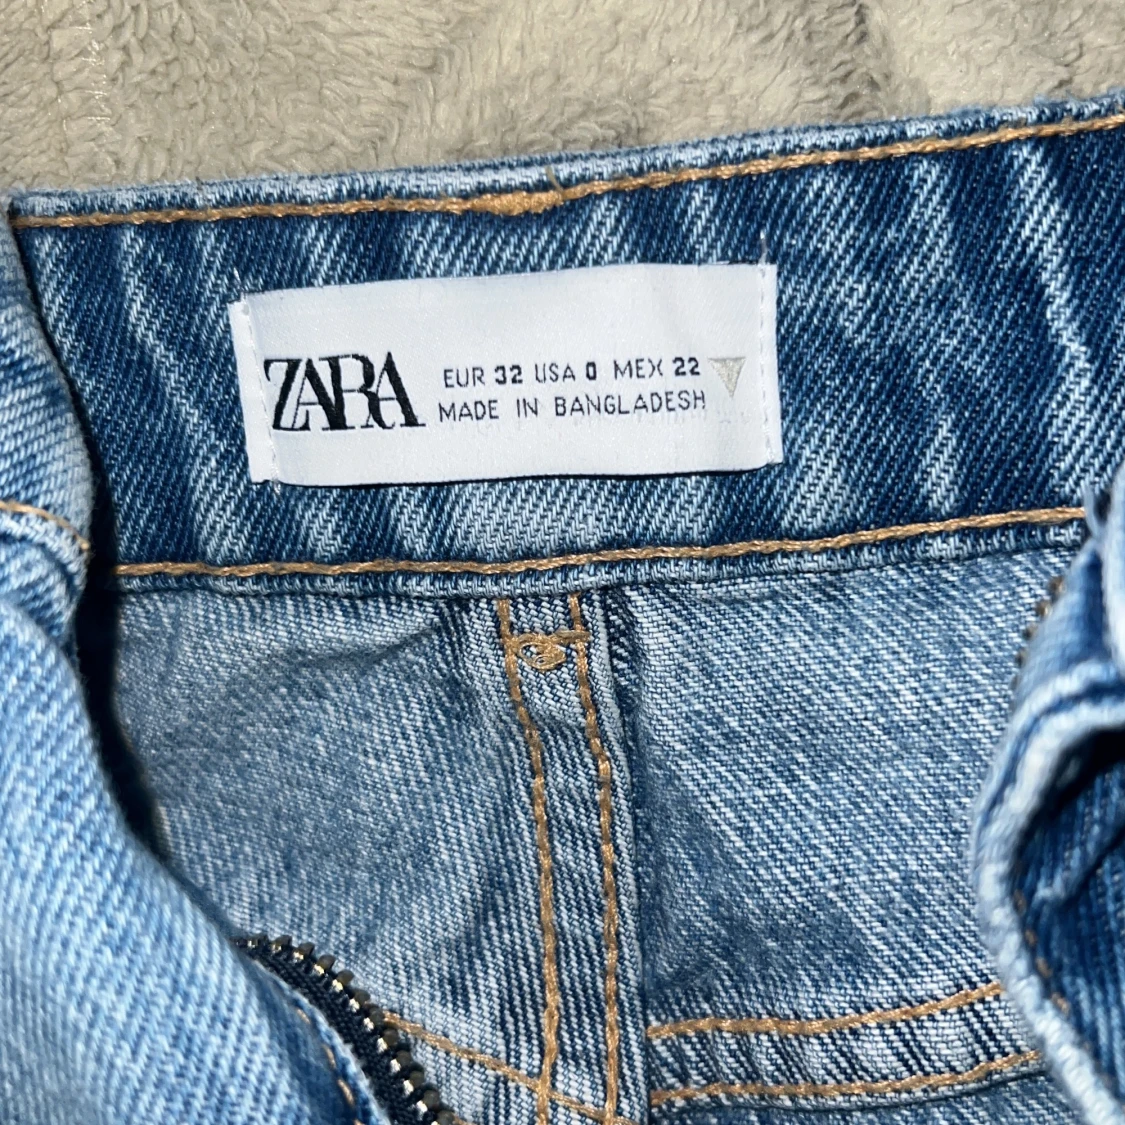 ZARA
EUR 32 USA 0 MEX 22
MADE IN BANGLADESH